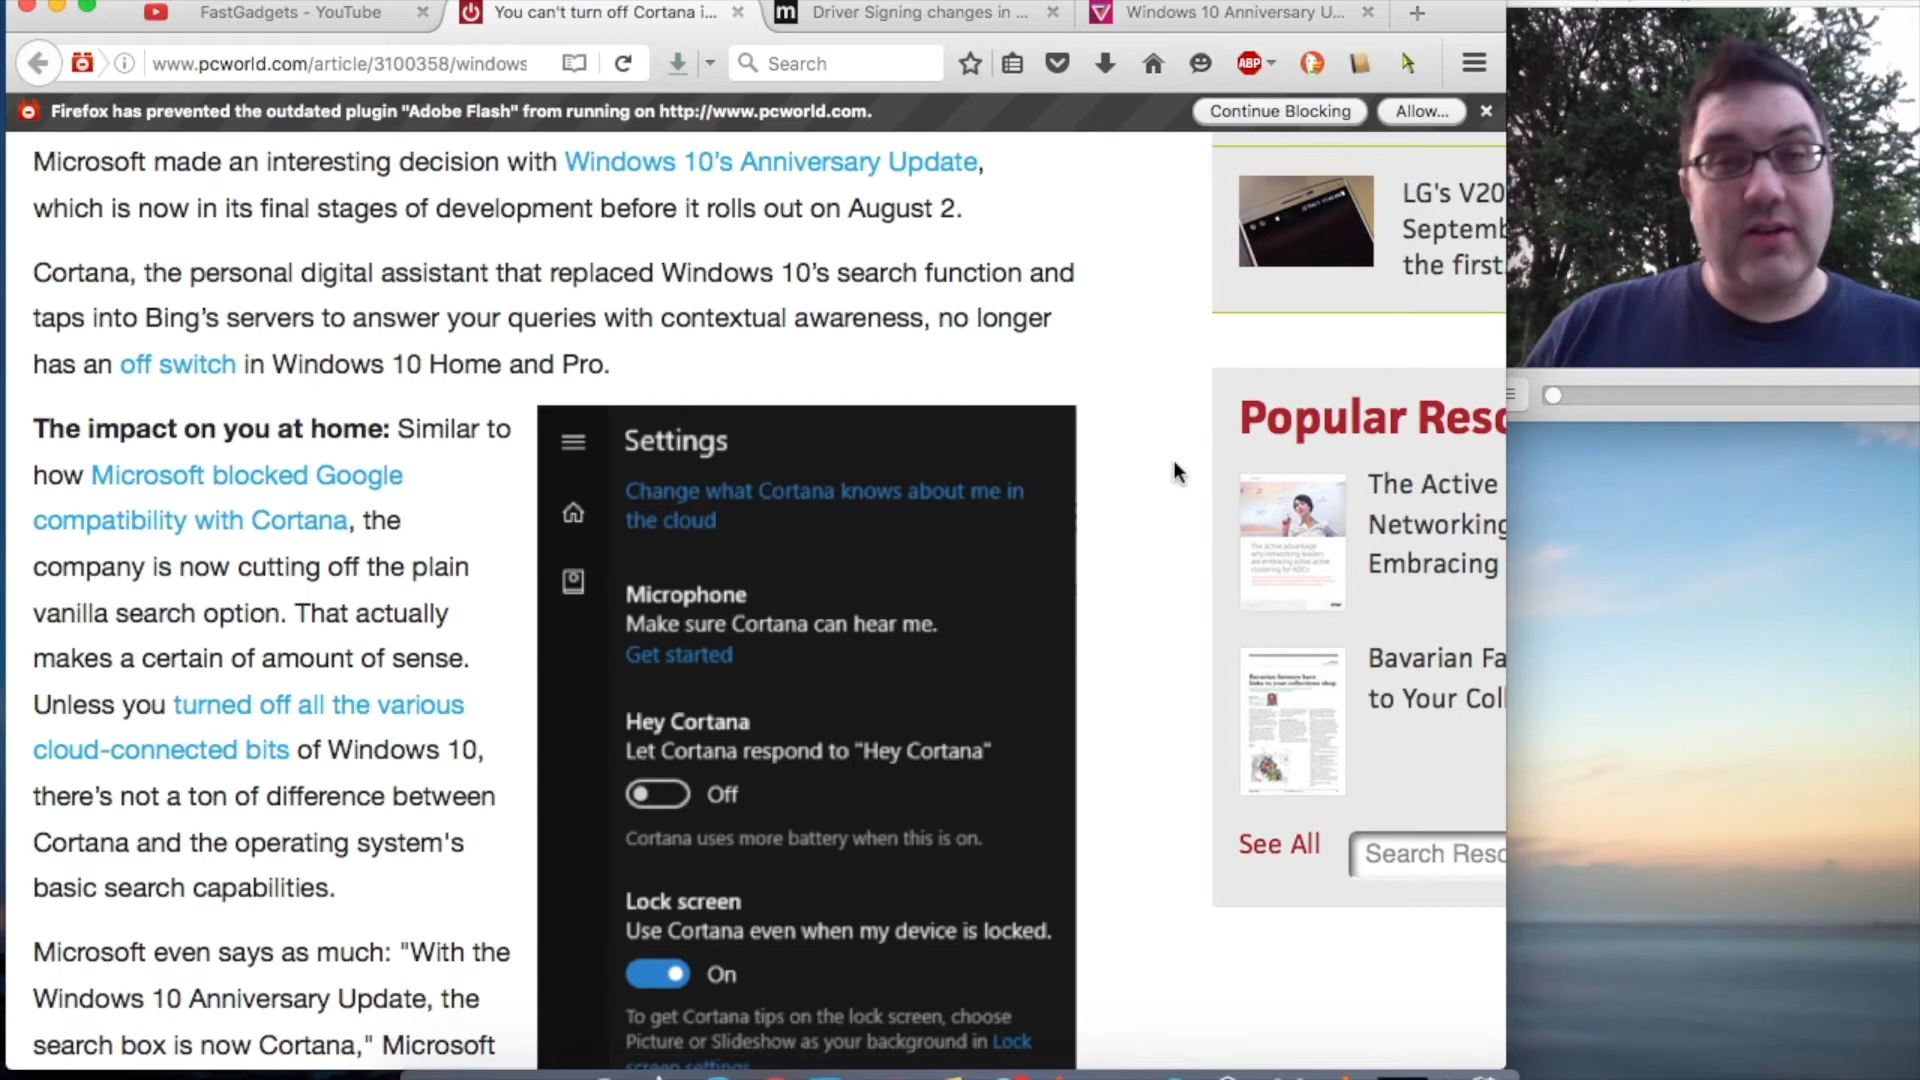 FastGadgets - YouTube
You can't turn off Cortana i...
Driver Signing changes in ...
Windows 10 Anniversary U...
www.pcworld.com/article/3100358/windows
Search
ABP
Firefox has prevented the outdated plugin "Adobe Flash" from running on http://www.pcworld.com.
Continue Blocking
Allow...
Microsoft made an interesting decision with Windows 10's Anniversary Update,
which is now in its final stages of development before it rolls out on August 2.
Cortana, the personal digital assistant that replaced Windows 10's search function and
taps into Bing's servers to answer your queries with contextual awareness, no longer
has an off switch in Windows 10 Home and Pro.
The impact on you at home: Similar to
how Microsoft blocked Google
compatibility with Cortana, the
company is now cutting off the plain
vanilla search option. That actually
makes a certain of amount of sense.
Unless you turned off all the various
cloud-connected bits of Windows 10,
there's not a ton of difference between
Cortana and the operating system's
basic search capabilities.
Microsoft even says as much: "With the
Windows 10 Anniversary Update, the
search box is now Cortana," Microsoft
Settings
Change what Cortana knows about me in
the cloud
Microphone
Make sure Cortana can hear me.
Get started
Hey Cortana
Let Cortana respond to "Hey Cortana"
Off
Cortana uses more battery when this is on.
Lock screen
Use Cortana even when my device is locked.
On
To get Cortana tips on the lock screen, choose
Picture or Slideshow as your background in Lock
screen settings
LG's V20
Septemb
the first
Popular Reso
The Active
Networking
Embracing
Bavarian Fa
to Your Coll
See All
Search Reso